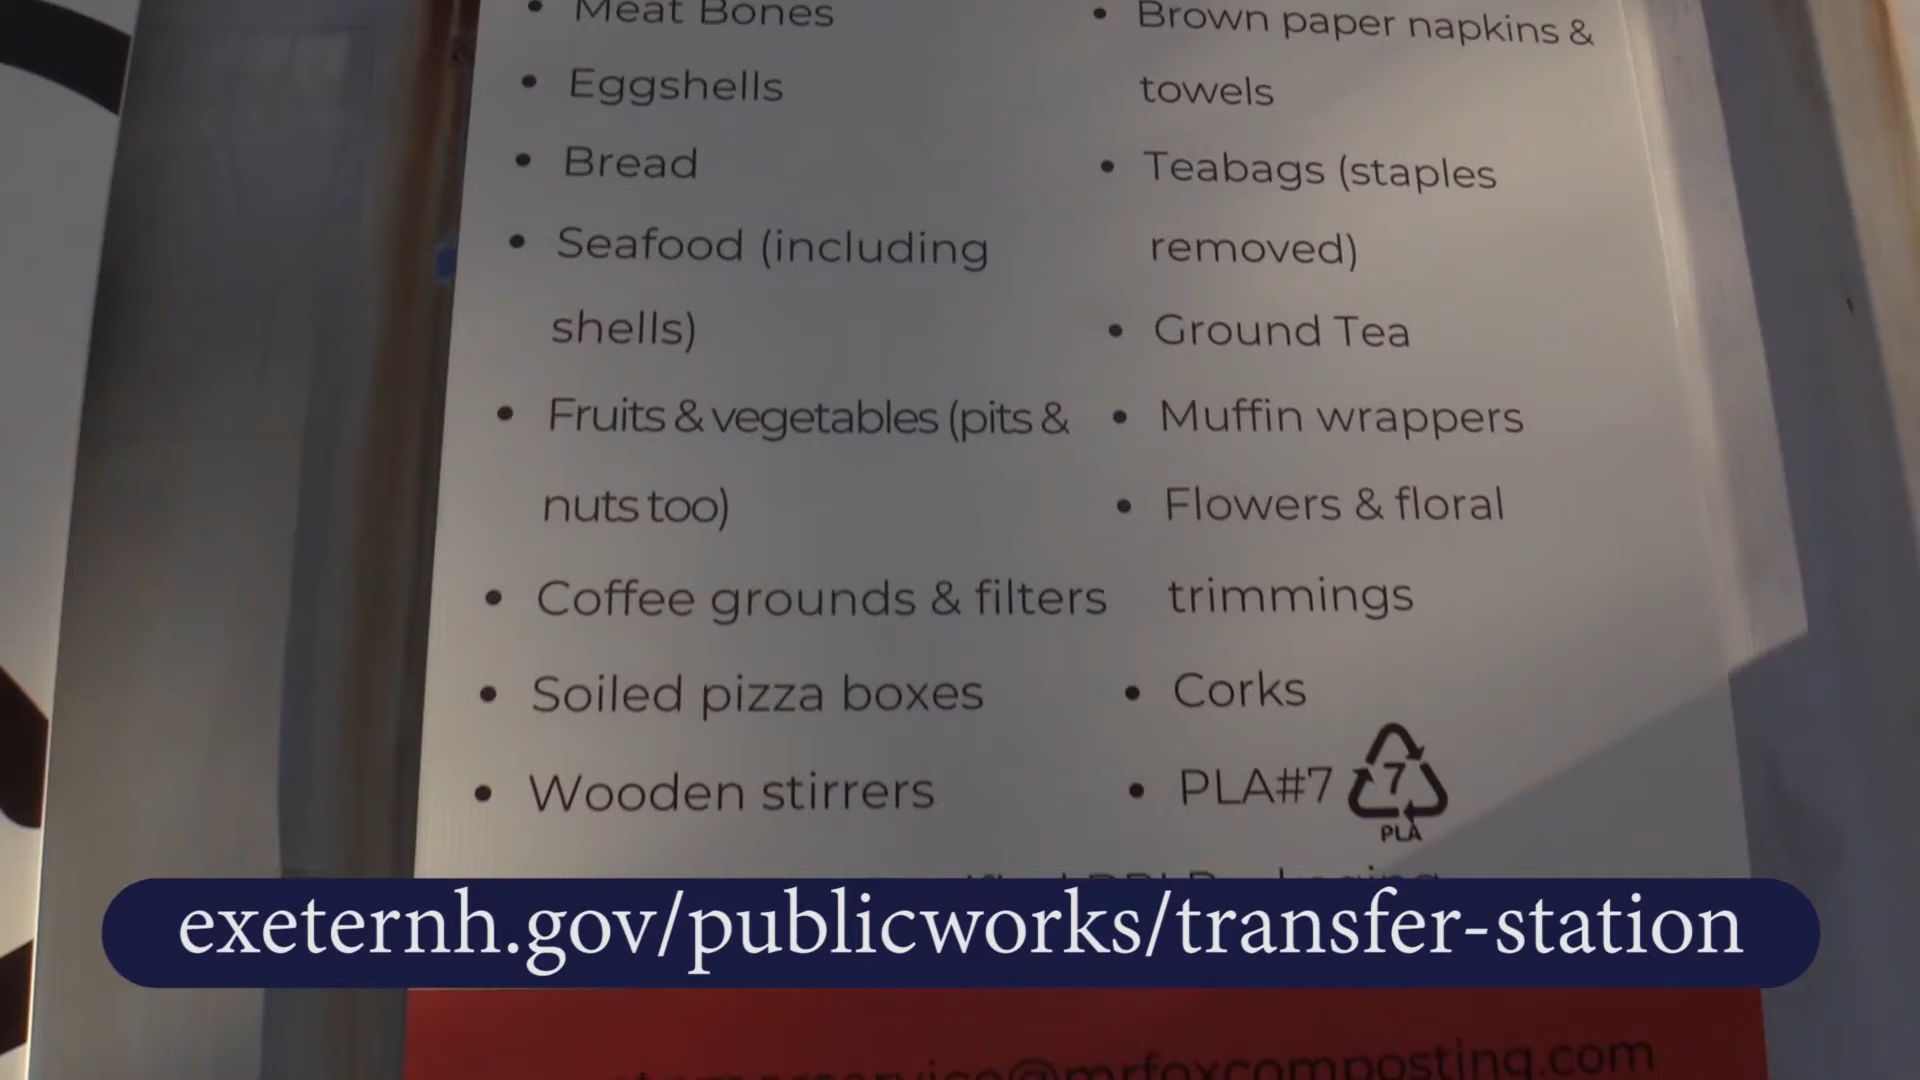 • Meat Bones
• Eggshells
• Bread
• Seafood (including
shells)
• Fruits & vegetables (pits &
nuts too)
• Coffee grounds & filters
• Soiled pizza boxes
• Wooden stirrers
• Brown paper napkins &
towels
• Teabags (staples
removed)
• Ground Tea
• Muffin wrappers
• Flowers & floral
trimmings
• Corks
• PLA#7
7
PLA
exeternh.gov/publicworks/transfer-station
@mrfoxcomposting.com